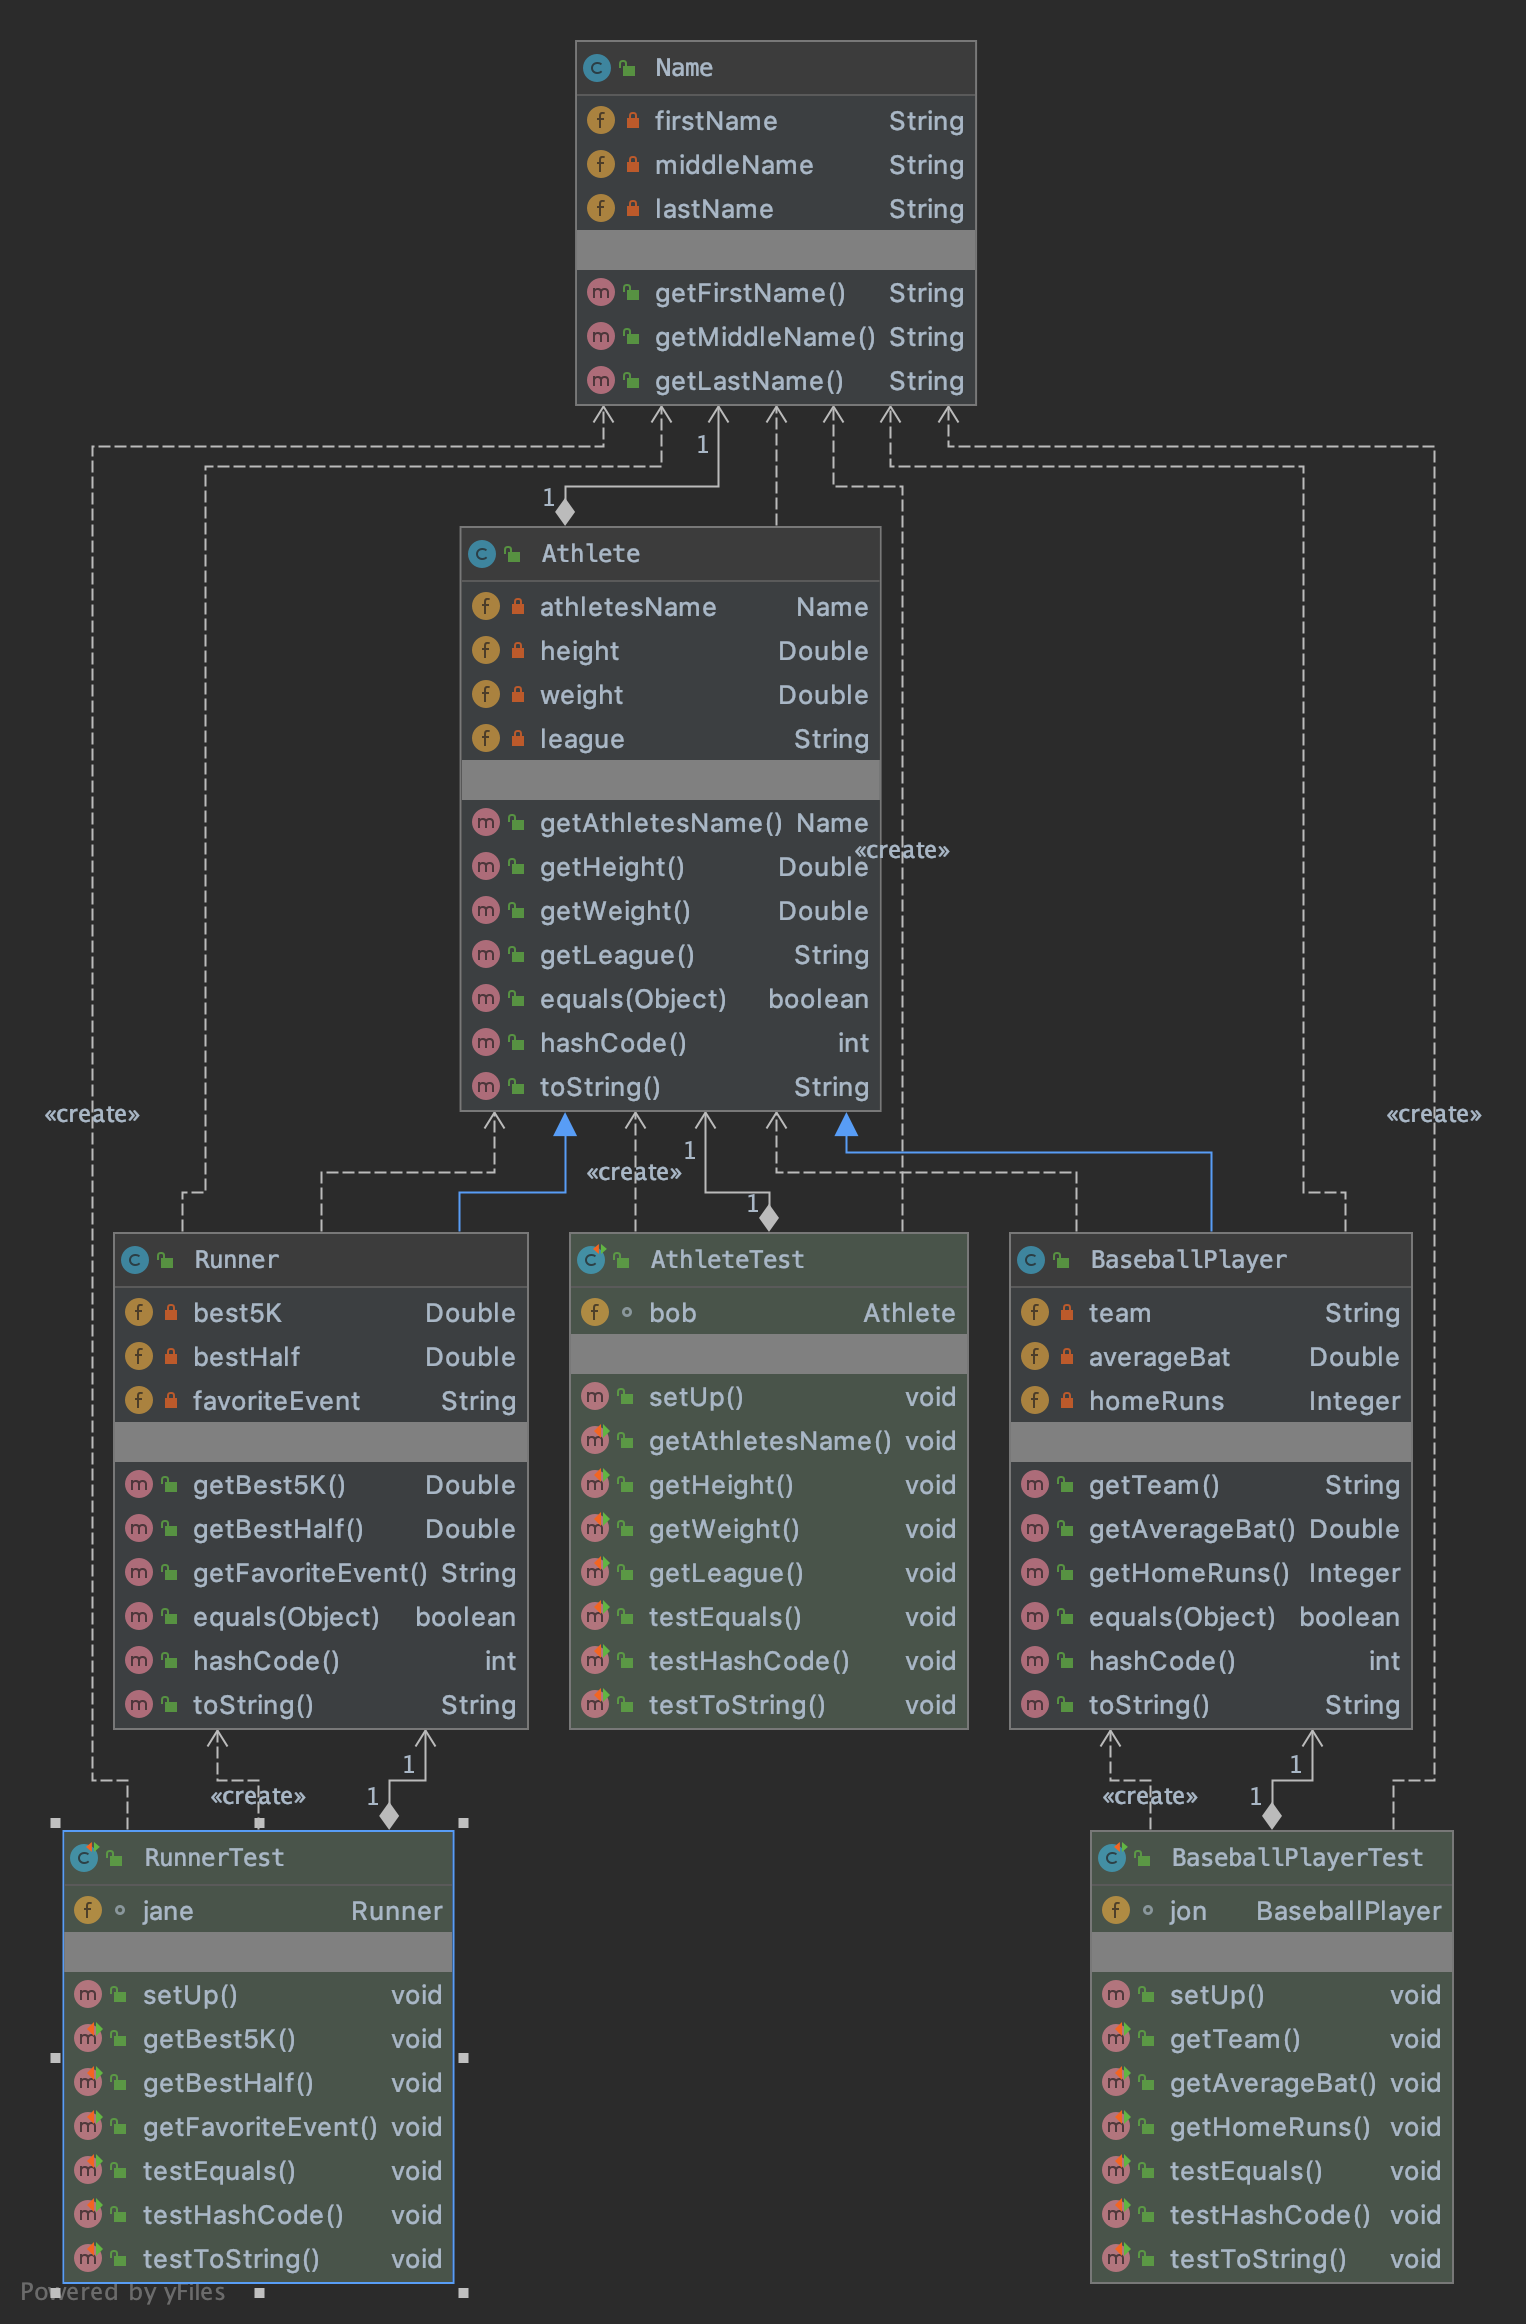 Name
firstName String
middleName String
lastName String
getFirstName() String
getMiddleName() String
getLastName() String
1
1
Athlete
athletesName Name
height Double
weight Double
league String
getAthletesName() Name
«create»
getHeight() Double
getWeight() Double
getLeague() String
equals(Object) boolean
hashCode() int
toString() String
«create»
«create»
1
«create»
1
Runner
best5K Double
bestHalf Double
favoriteEvent String
getBest5K() Double
getBestHalf() Double
getFavoriteEvent() String
equals(Object) boolean
hashCode() int
toString() String
AthleteTest
bob Athlete
setUp() void
getAthletesName() void
getHeight() void
getWeight() void
getLeague() void
testEquals() void
testHashCode() void
testToString() void
BaseballPlayer
team String
averageBat Double
homeRuns Integer
getTeam() String
getAverageBat() Double
getHomeRuns() Integer
equals(Object) boolean
hashCode() int
toString() String
1
«create» 1
1
«create» 1
RunnerTest
jane Runner
setUp() void
getBest5K() void
getBestHalf() void
getFavoriteEvent() void
testEquals() void
testHashCode() void
testToString() void
BaseballPlayerTest
jon BaseballPlayer
setUp() void
getTeam() void
getAverageBat() void
getHomeRuns() void
testEquals() void
testHashCode() void
testToString() void
Powered by yFiles